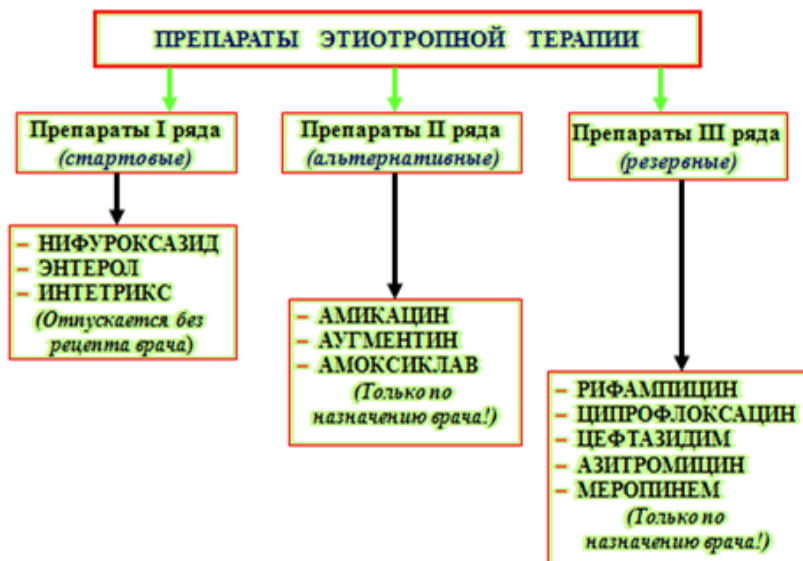 ПРЕПАРАТЫ ЭТИОТРОПНОЙ ТЕРАПИИ
Препараты I ряда
(стартовые)
– НИФУРОКСАЗИД
– ЭНТЕРОЛ
– ИНТЕТРИКС
(Отпускается без
рецепта врача)
Препараты II ряда
(альтернативные)
– АМИКАЦИН
– АУГМЕНТИН
– АМОКСИКЛАВ
(Только по
назначению врача!)
Препараты III ряда
(резервные)
– РИФАМПИЦИН
– ЦИПРОФЛОКСАЦИН
– ЦЕФТАЗИДИМ
– АЗИТРОМИЦИН
– МЕРОПИНЕМ
(Только по
назначению врача!)